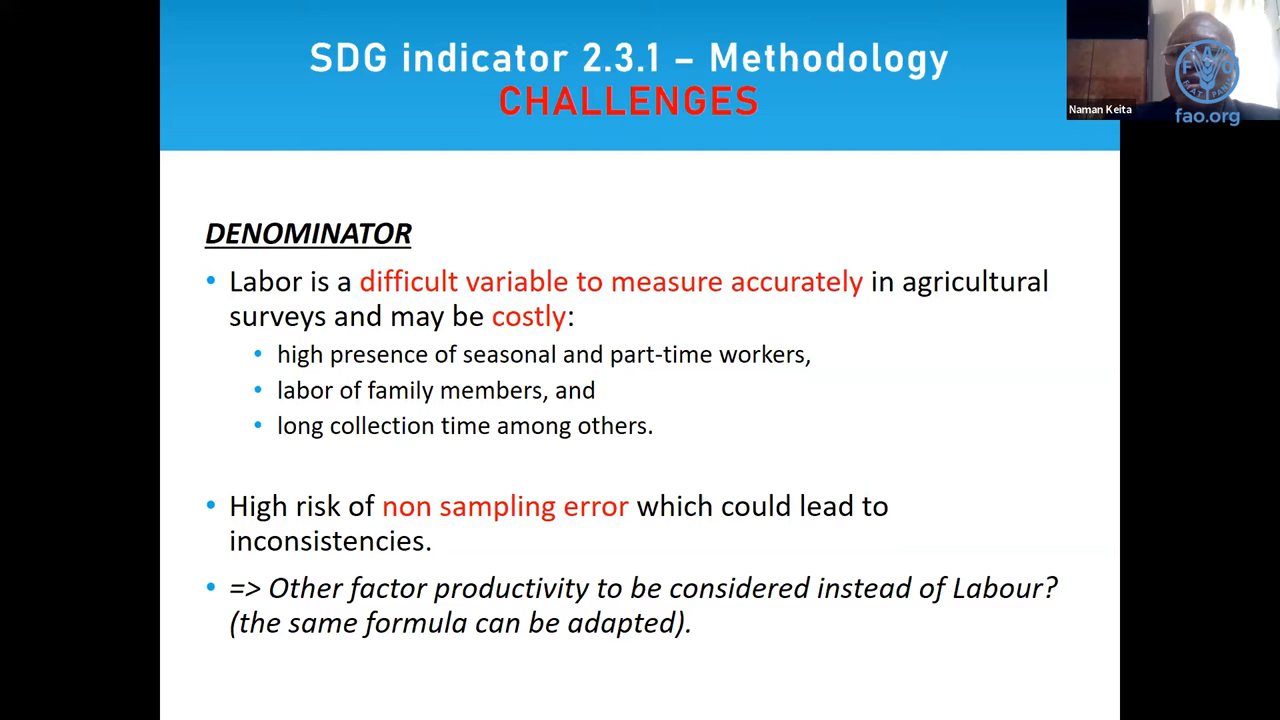 SDG indicator 2.3.1 – Methodology
CHALLENGES
Naman Keita
FAO
fao.org
DENOMINATOR
• Labor is a difficult variable to measure accurately in agricultural
surveys and may be costly:
• high presence of seasonal and part-time workers,
• labor of family members, and
• long collection time among others.
• High risk of non sampling error which could lead to
inconsistencies.
• => Other factor productivity to be considered instead of Labour?
(the same formula can be adapted).